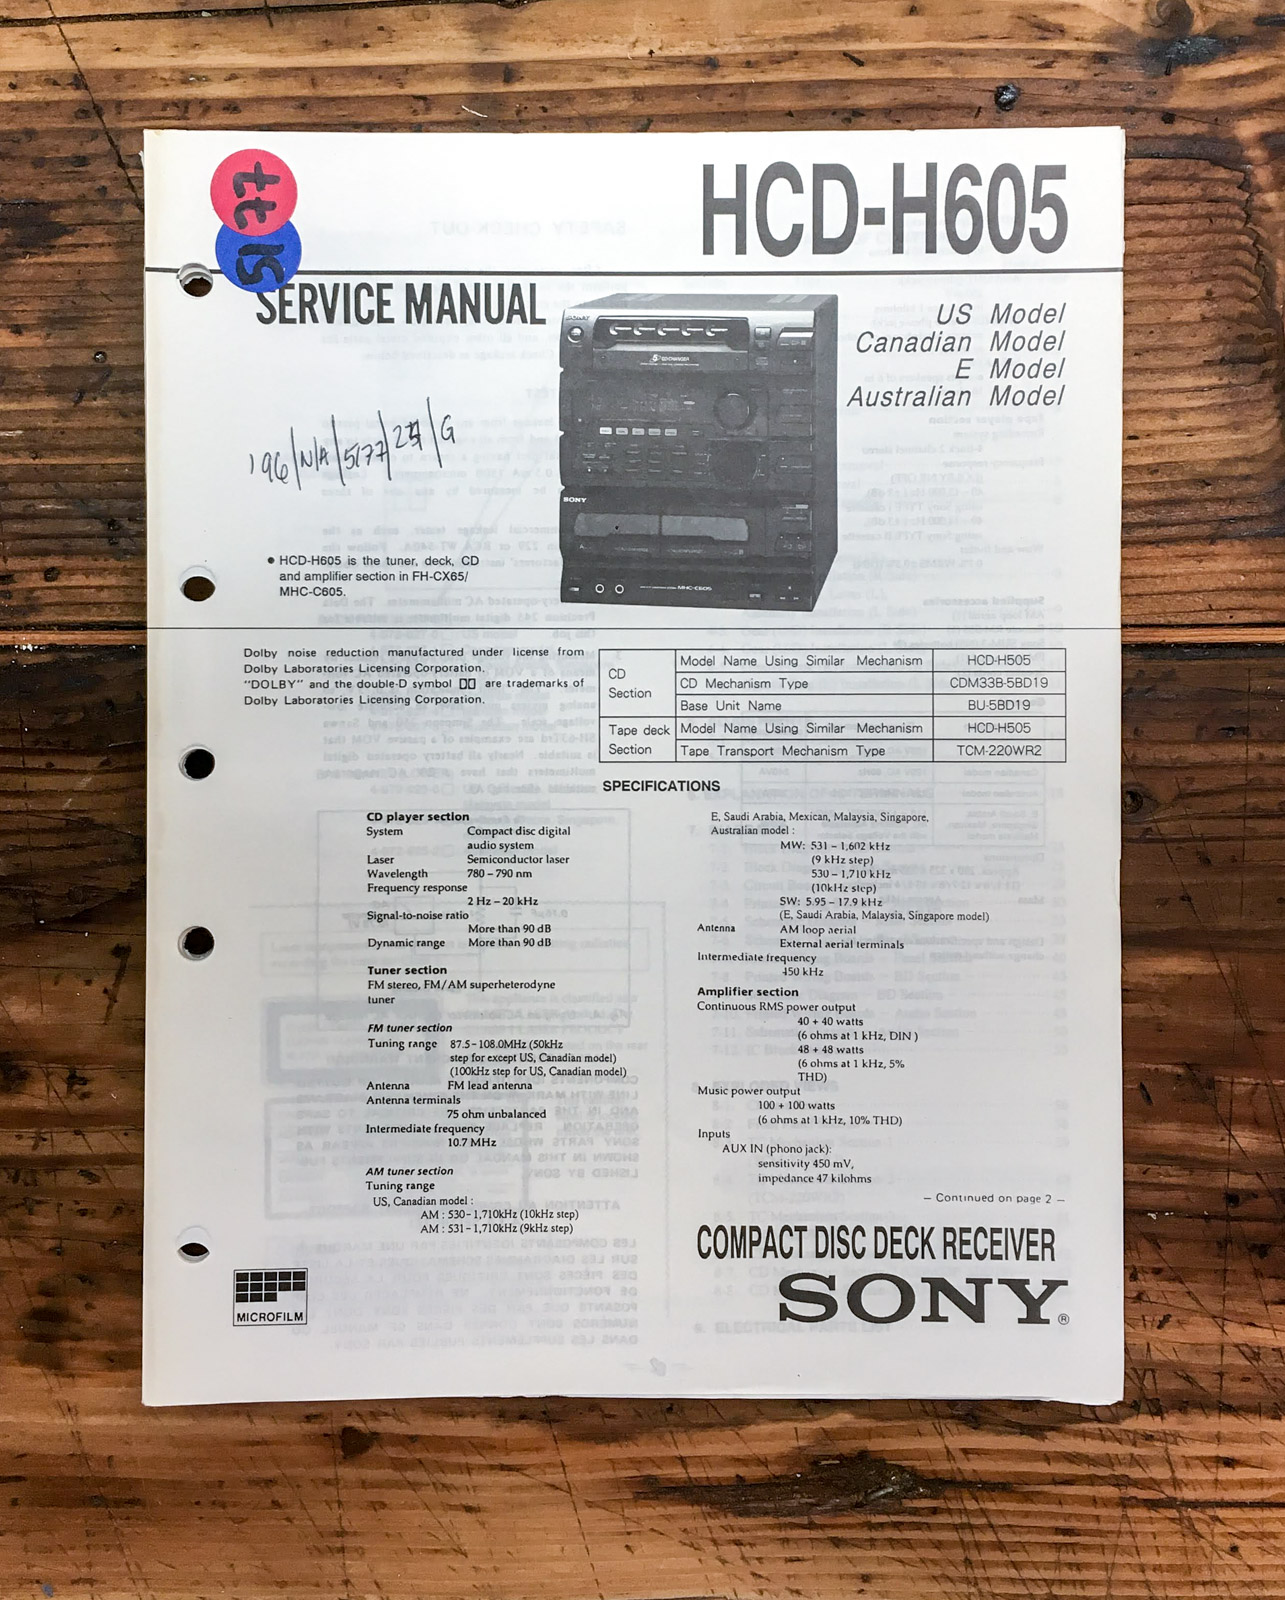 HCD-H605
SERVICE MANUAL
US Model
Canadian Model
E Model
Australian Model
196/N/A/5177/25/G
SONY
MHC-C605
● HCD-H605 is the tuner, deck, CD
and amplifier section in FH-CX65/
MHC-C605.
Dolby noise reduction manufactured under license from
Dolby Laboratories Licensing Corporation.
"DOLBY" and the double-D symbol are trademarks of
Dolby Laboratories Licensing Corporation.
CD Section
Model Name Using Similar Mechanism HCD-H505
CD Mechanism Type CDM33B-5BD19
Base Unit Name BU-5BD19
Tape deck Section
Model Name Using Similar Mechanism HCD-H505
Tape Transport Mechanism Type TCM-220WR2
SPECIFICATIONS
CD player section
System Compact disc digital
audio system
Laser Semiconductor laser
Wavelength 780 – 790 nm
Frequency response
2 Hz – 20 kHz
Signal-to-noise ratio
More than 90 dB
Dynamic range More than 90 dB
Tuner section
FM stereo, FM/AM superheterodyne
tuner
FM tuner section
Tuning range 87.5 – 108.0MHz (50kHz
step for except US, Canadian model)
(100kHz step for US, Canadian model)
Antenna FM lead antenna
Antenna terminals
75 ohm unbalanced
Intermediate frequency
10.7 MHz
AM tuner section
Tuning range
US, Canadian model :
AM : 530 – 1,710kHz (10kHz step)
AM : 531 – 1,710kHz (9kHz step)
E, Saudi Arabia, Mexican, Malaysia, Singapore,
Australian model :
MW: 531 – 1,602 kHz
(9 kHz step)
530 – 1,710 kHz
(10kHz step)
SW: 5.95 – 17.9 kHz
(E, Saudi Arabia, Malaysia, Singapore model)
Antenna AM loop aerial
External aerial terminals
Intermediate frequency
450 kHz
Amplifier section
Continuous RMS power output
40 + 40 watts
(6 ohms at 1 kHz, DIN )
48 + 48 watts
(6 ohms at 1 kHz, 5%
THD)
Music power output
100 + 100 watts
(6 ohms at 1 kHz, 10% THD)
Inputs
AUX IN (phono jack):
sensitivity 450 mV,
impedance 47 kilohms
– Continued on page 2 –
COMPACT DISC DECK RECEIVER
SONY®
MICROFILM